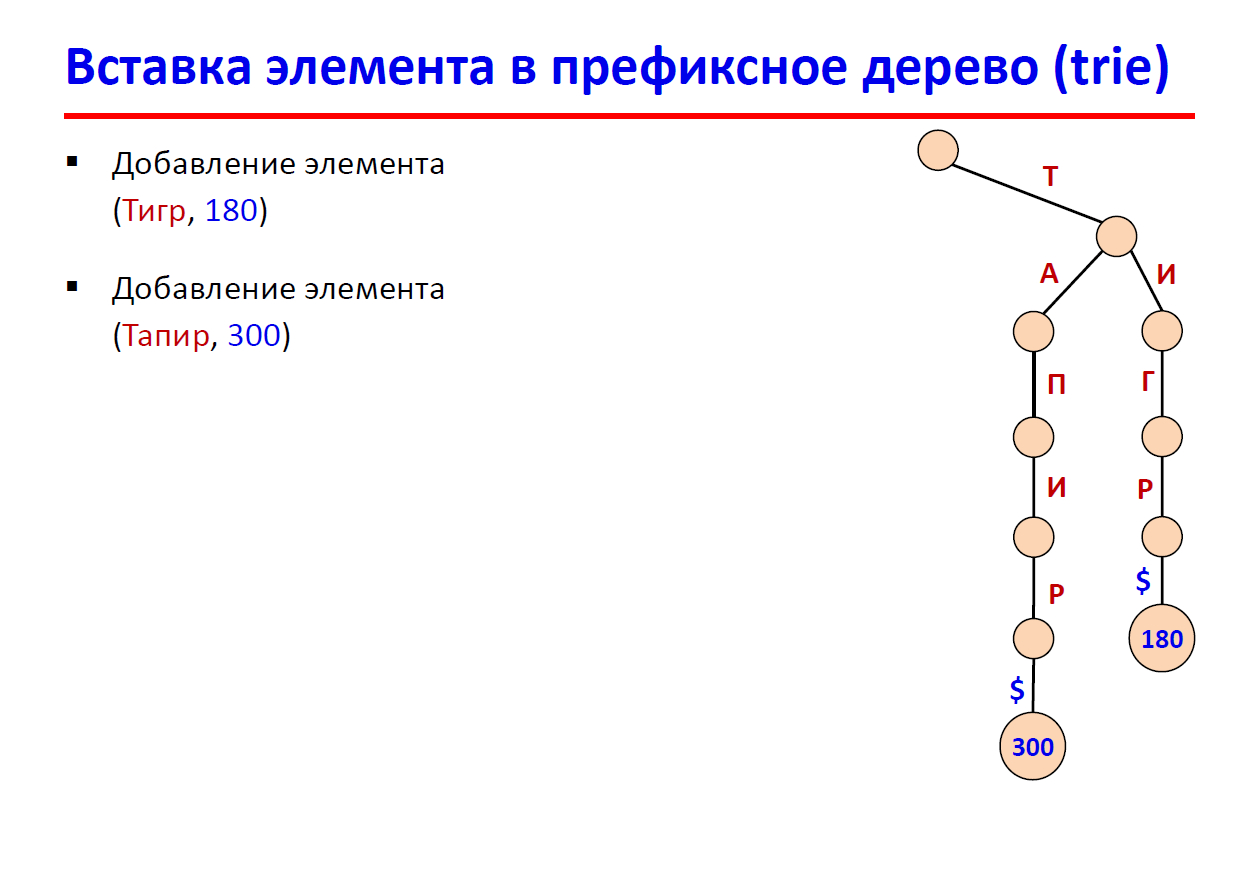 Вставка элемента в префиксное дерево (trie)
▪ Добавление элемента
(Тигр, 180)
▪ Добавление элемента
(Тапир, 300)
Т
А
И
П
Г
И
Р
Р
$
$
180
300